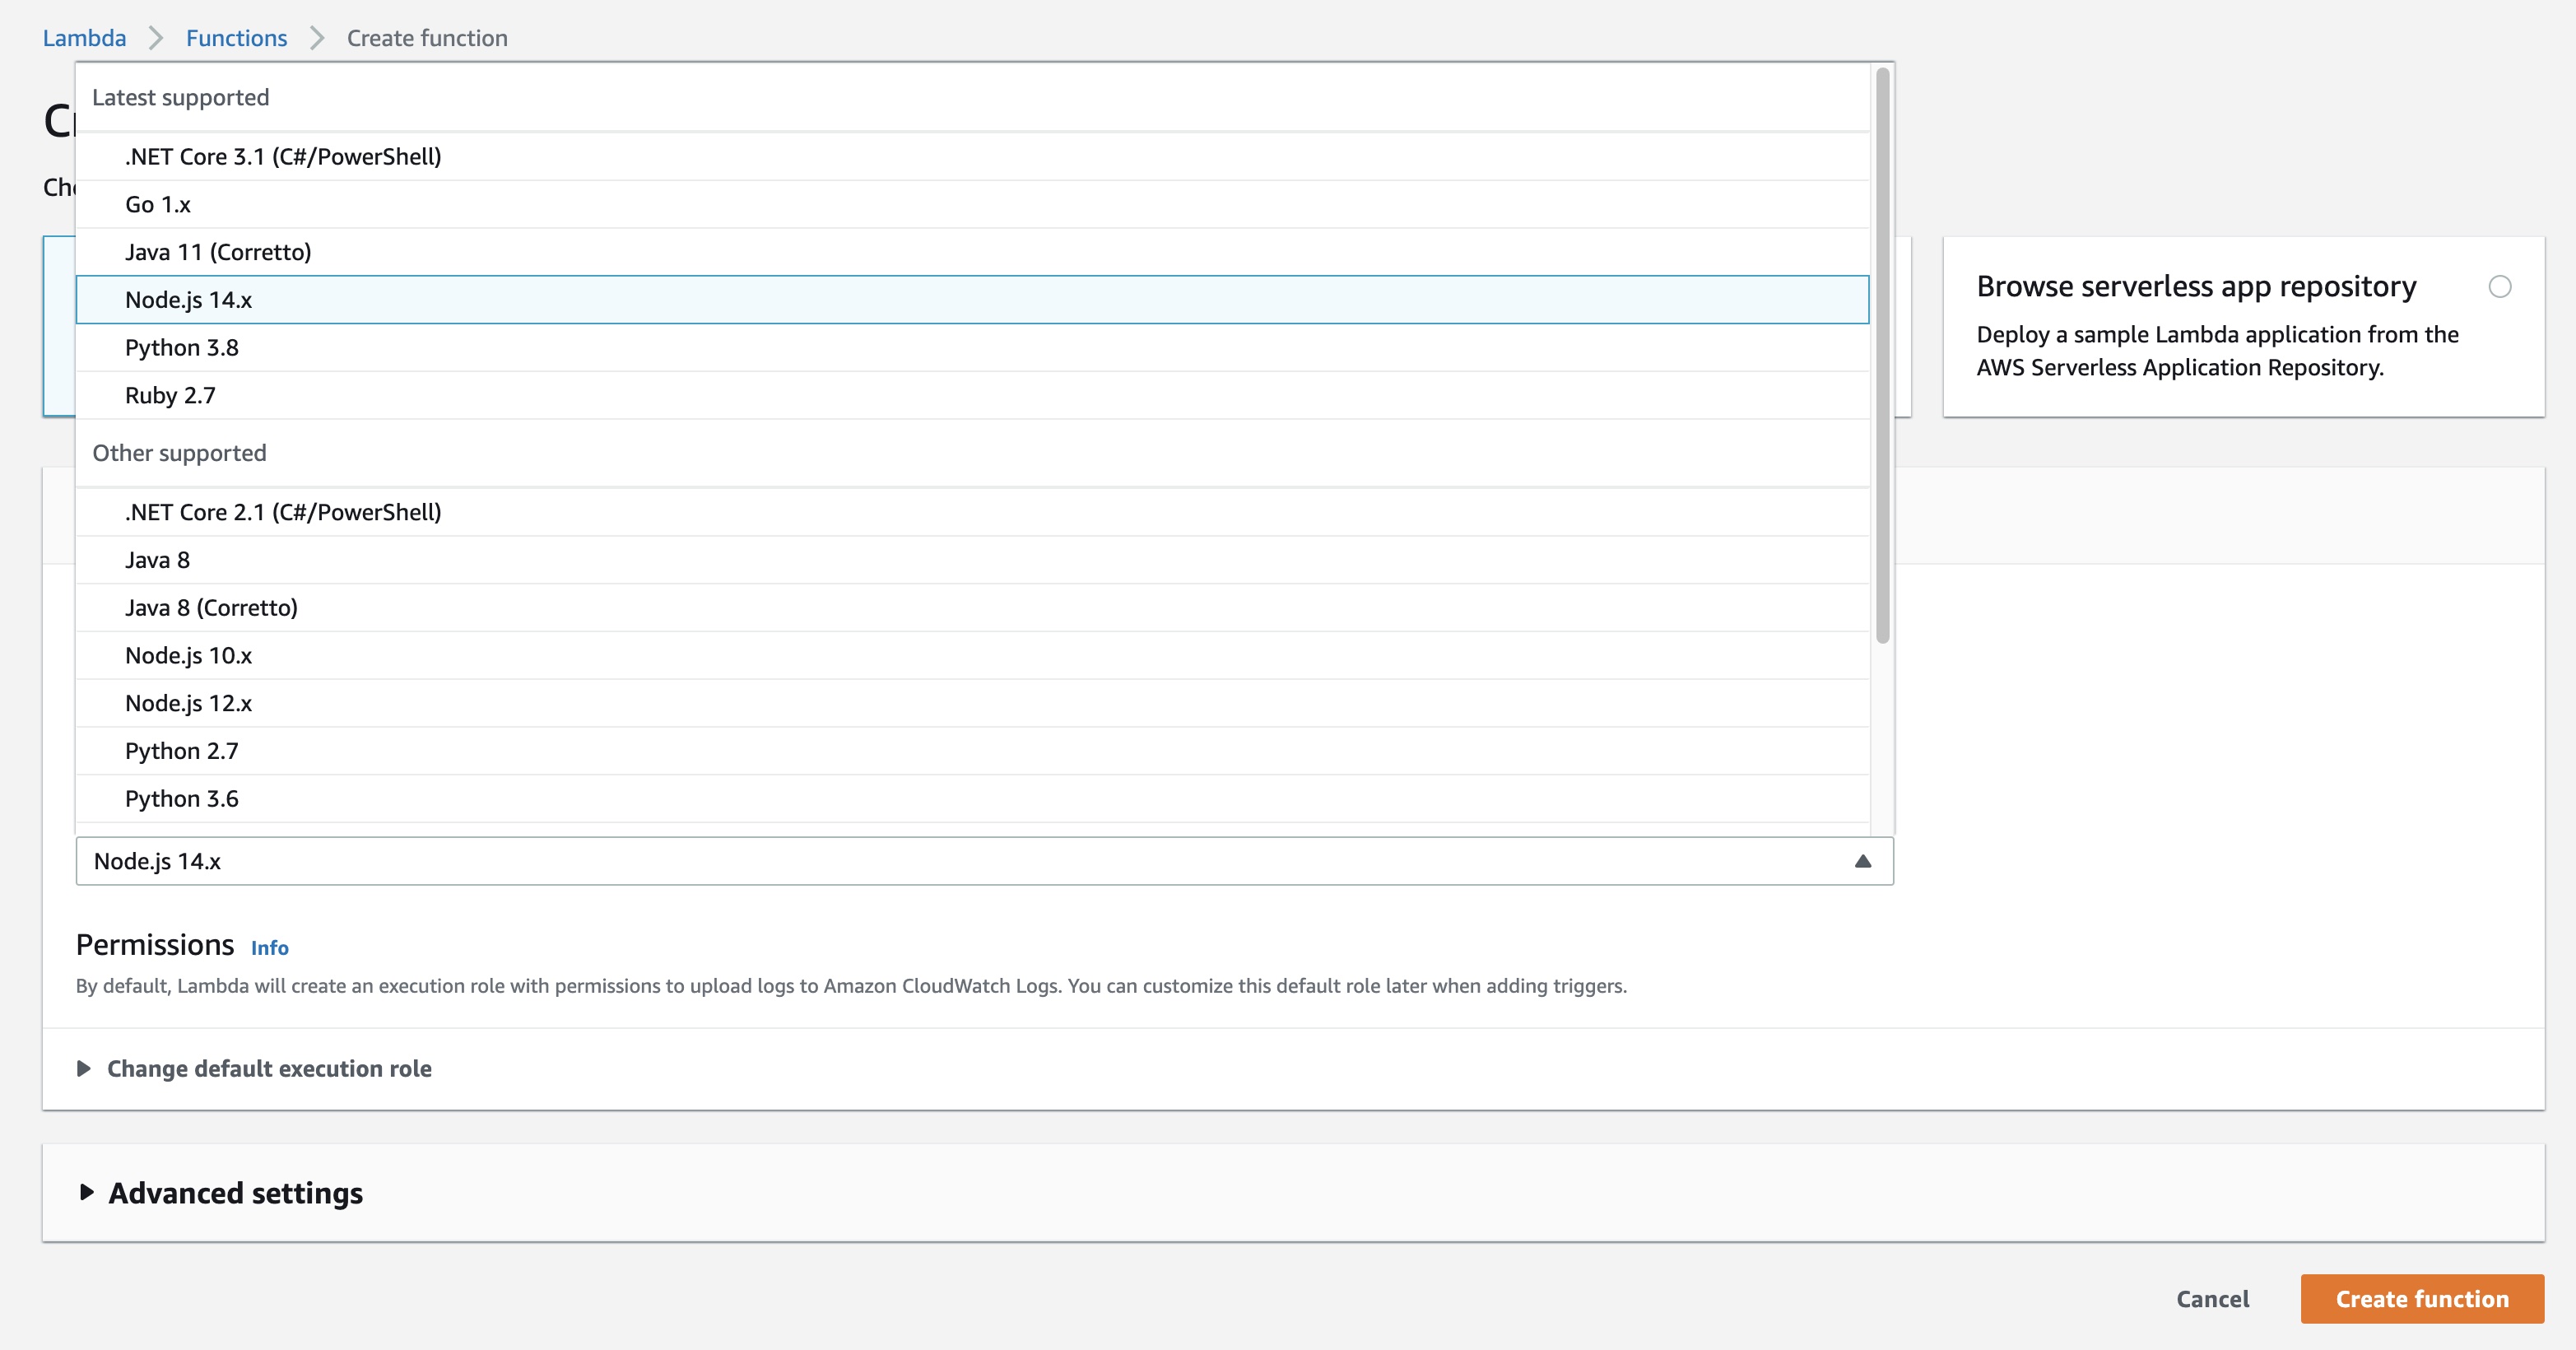 Lambda
Functions
Create function
Latest supported
.NET Core 3.1 (C#/PowerShell)
Go 1.x
Java 11 (Corretto)
Node.js 14.x
Python 3.8
Ruby 2.7
Other supported
.NET Core 2.1 (C#/PowerShell)
Java 8
Java 8 (Corretto)
Node.js 10.x
Node.js 12.x
Python 2.7
Python 3.6
Node.js 14.x
Browse serverless app repository
Deploy a sample Lambda application from the
AWS Serverless Application Repository.
Permissions Info
By default, Lambda will create an execution role with permissions to upload logs to Amazon CloudWatch Logs. You can customize this default role later when adding triggers.
Change default execution role
Advanced settings
Cancel
Create function